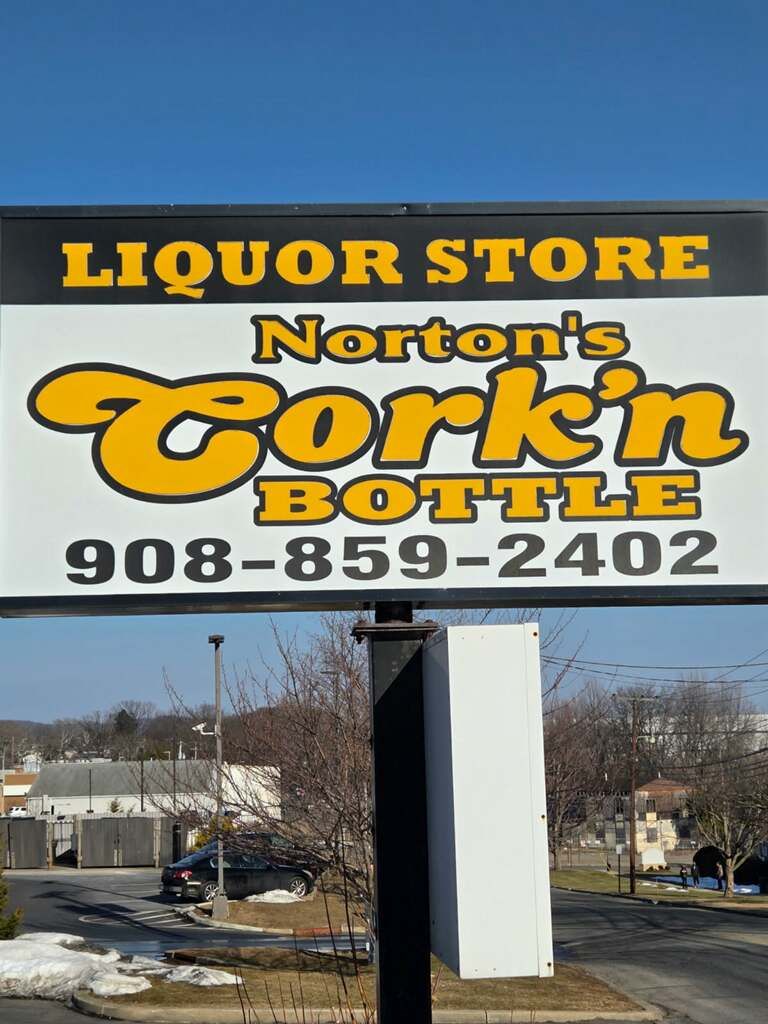 LIQUOR STORE
Norton's
Cork'n
BOTTLE
908-859-2402